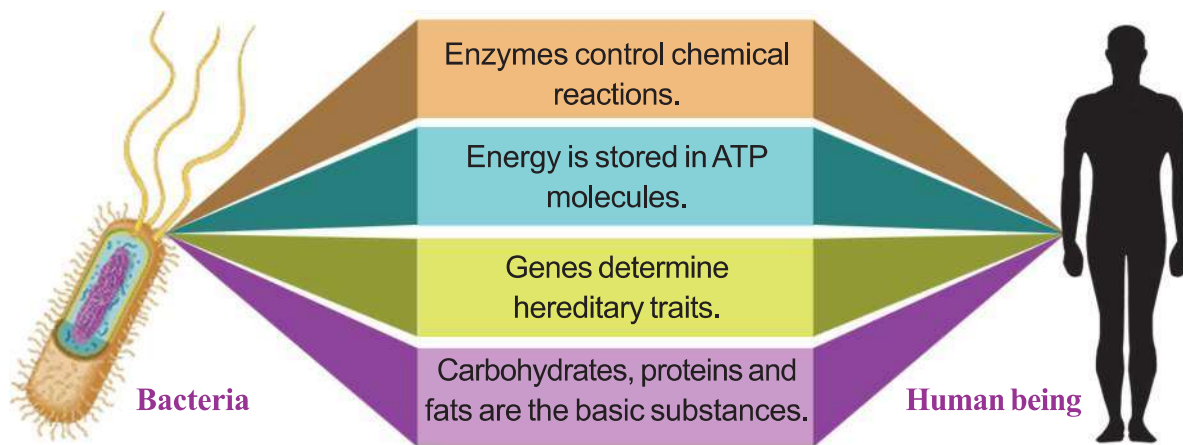 Enzymes control chemical
reactions.
Energy is stored in ATP
molecules.
Genes determine
hereditary traits.
Carbohydrates, proteins and
fats are the basic substances.
Bacteria
Human being